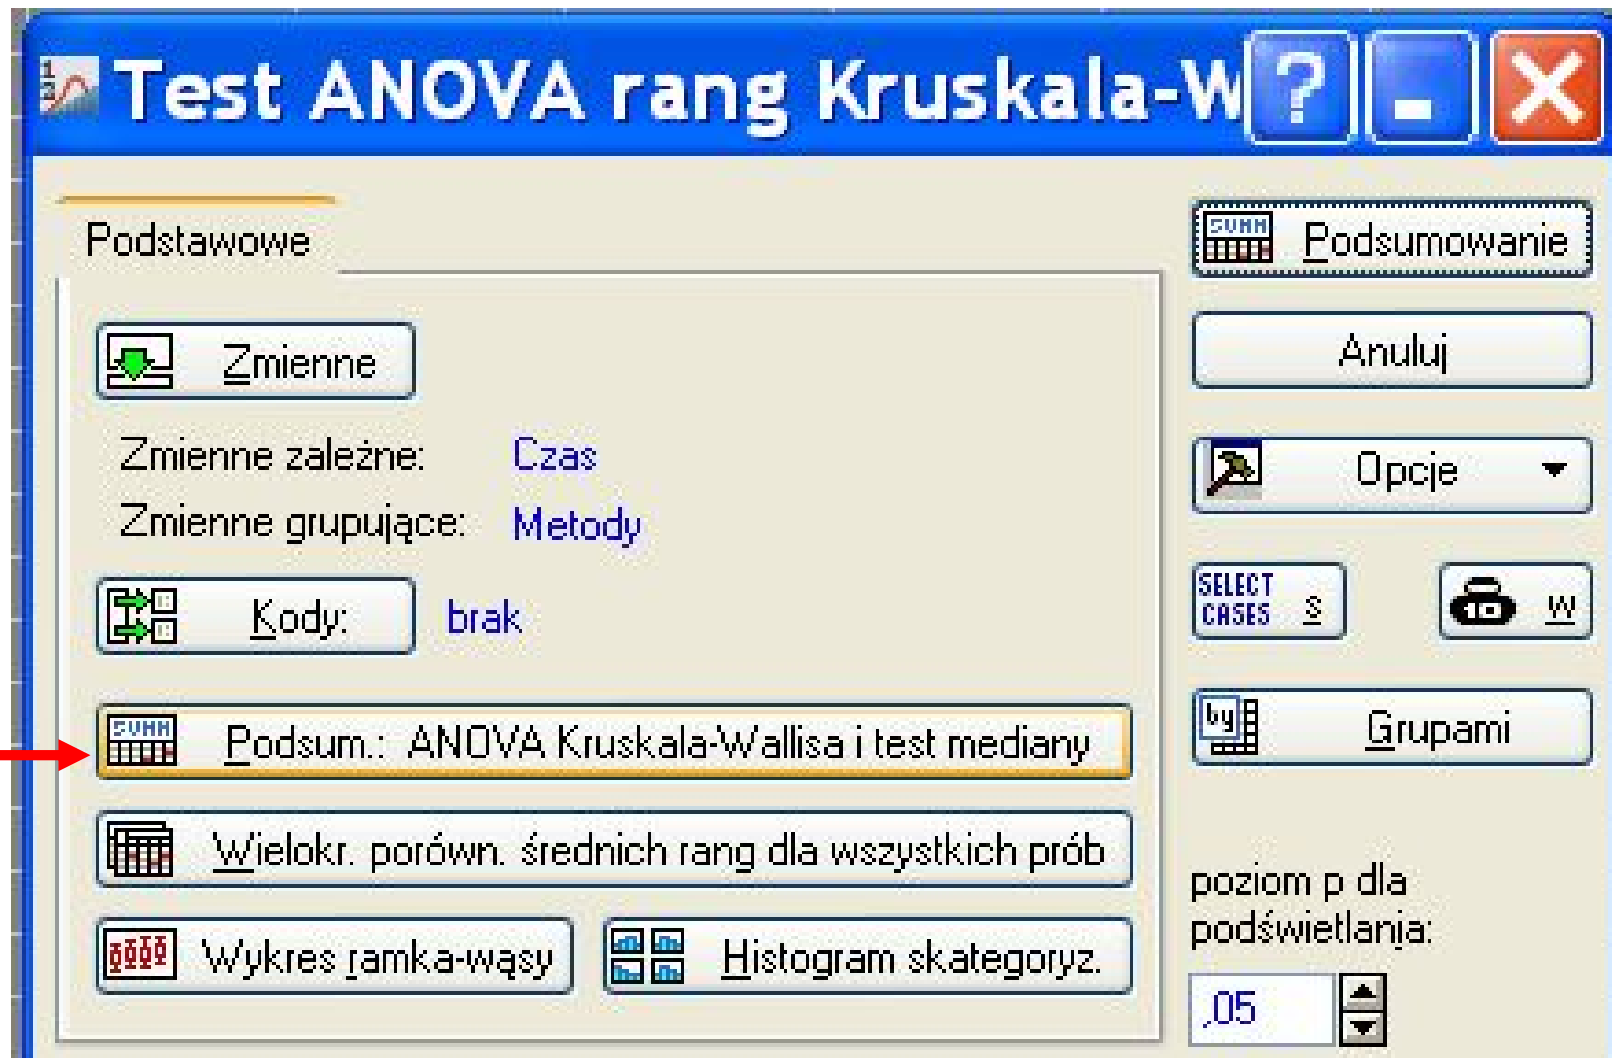 Test ANOVA rang Kruskala-W
Podstawowe
Zmienne
Zmienne zależne: Czas
Zmienne grupujące: Metody
Kody: brak
Podsum.: ANOVA Kruskala-Wallisa i test mediany
Wielokr. porówn. średnich rang dla wszystkich prób
Wykres ramka-wąsy
Histogram skategoryz.
SUMM Podsumowanie
Anuluj
Opcje
SELECT CASES s
w
by Grupami
poziom p dla
podświetlania:
,05